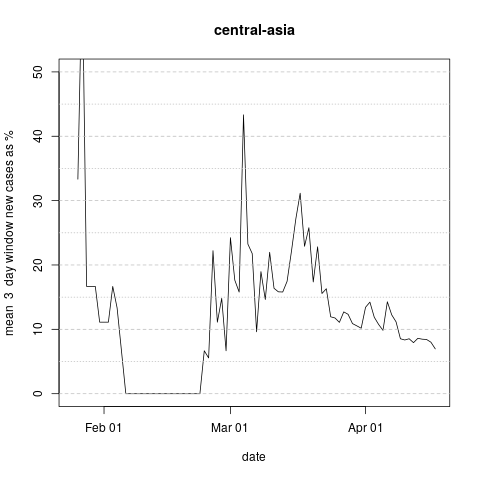 central-asia
mean  3  day window new cases as %
50
40
30
20
10
0
Feb 01
Mar 01
Apr 01
date